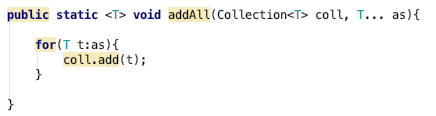 public static <T> void addAll(Collection<T> coll, T... as){
for(T t:as){
coll.add(t);
}
}